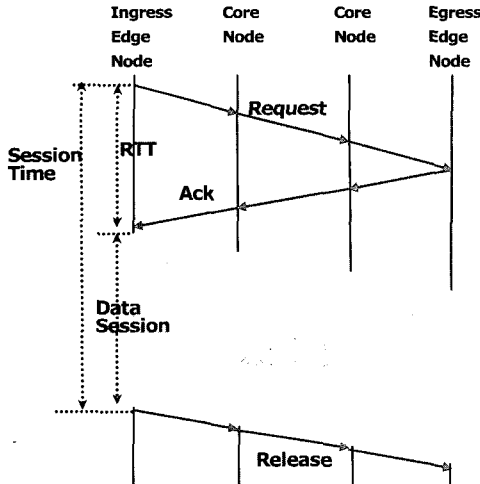 Ingress Edge Node
Core Node
Core Node
Egress Edge Node
Request
Session Time
RTT
Ack
Data Session
Release